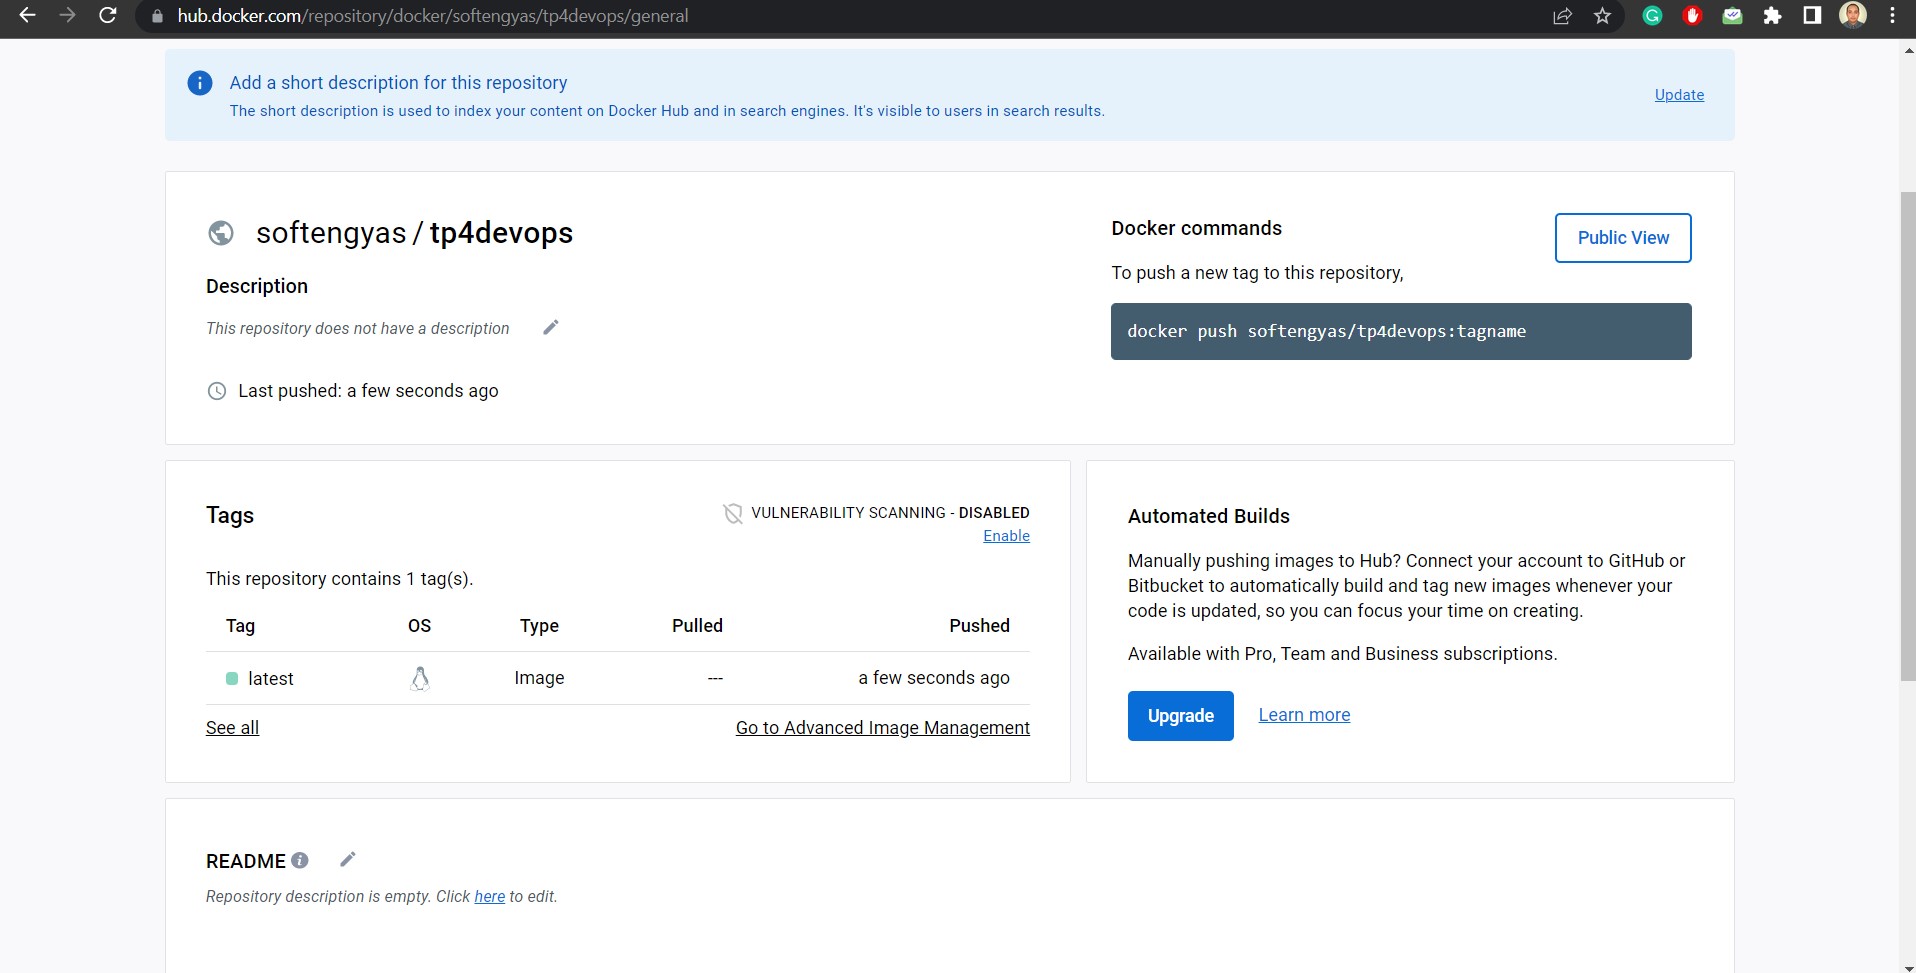 hub.docker.com/repository/docker/softengyas/tp4devops/general
Add a short description for this repository
The short description is used to index your content on Docker Hub and in search engines. It's visible to users in search results.
Update
softengyas / tp4devops
Description
This repository does not have a description
Last pushed: a few seconds ago
Docker commands
Public View
To push a new tag to this repository,
docker push softengyas/tp4devops:tagname
Tags
VULNERABILITY SCANNING - DISABLED
Enable
This repository contains 1 tag(s).
Tag OS Type Pulled Pushed
latest Image --- a few seconds ago
See all Go to Advanced Image Management
Automated Builds
Manually pushing images to Hub? Connect your account to GitHub or
Bitbucket to automatically build and tag new images whenever your
code is updated, so you can focus your time on creating.
Available with Pro, Team and Business subscriptions.
Upgrade Learn more
README
Repository description is empty. Click here to edit.